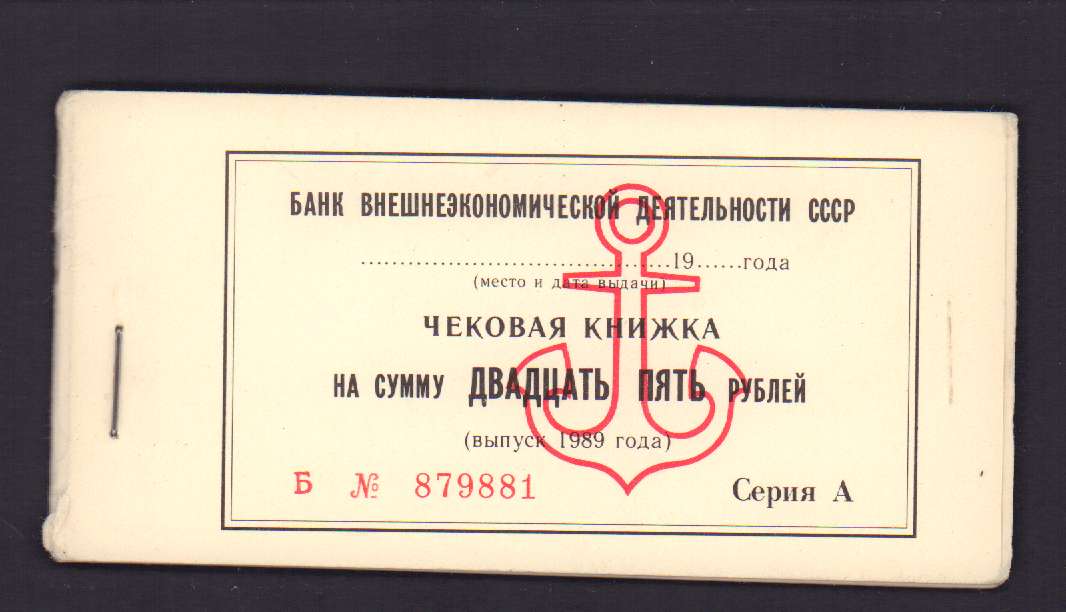 БАНК ВНЕШНЕЭКОНОМИЧЕСКОЙ ДЕЯТЕЛЬНОСТИ СССР
.......................................19......года
(место и дата выдачи)
ЧЕКОВАЯ КНИЖКА
НА СУММУ ДВАДЦАТЬ ПЯТЬ РУБЛЕЙ
(выпуск 1989 года)
Б № 879881 Серия А